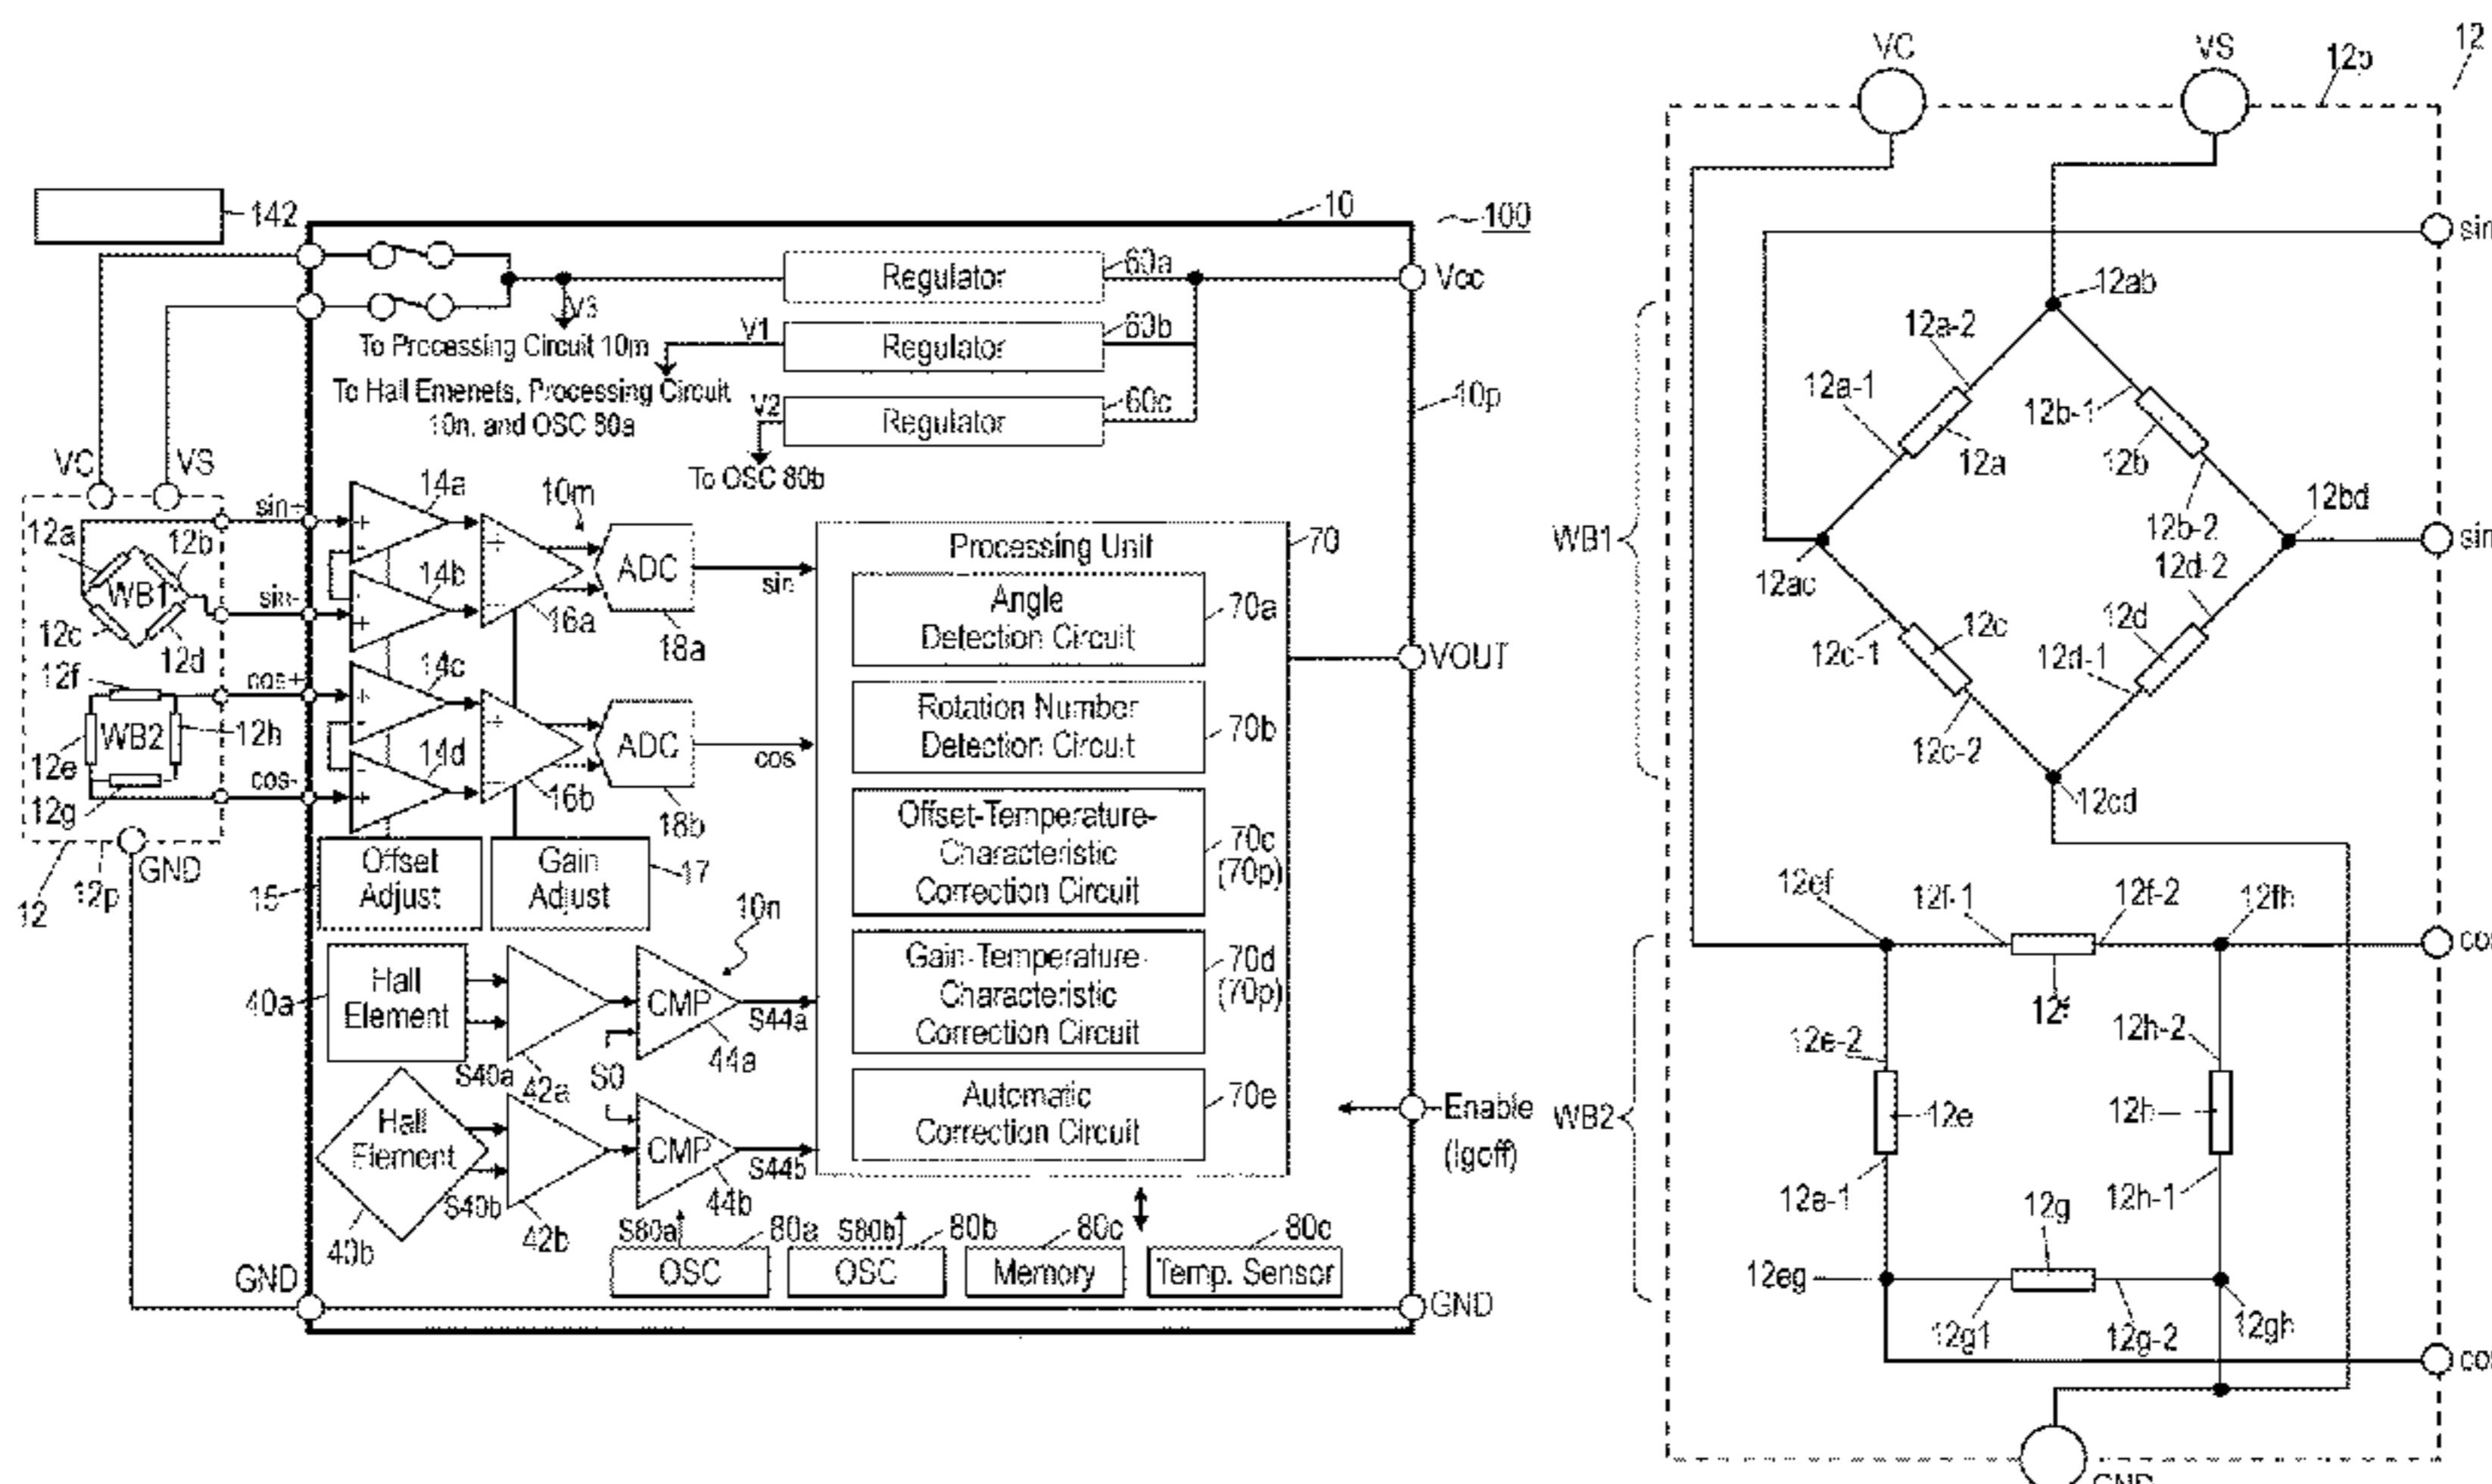 142
10
100
Regulator
60a
Vcc
V3
To Processing Circuit 10m
V1
Regulator
60b
To Hall Emenets, Processing Circuit
10n, and OSC 80a
V2
Regulator
60c
10p
To OSC 80b
VC
VS
sin+
12a
12b
WB1
sin-
12c
12d
12f
cos+
WB2
12h
12e
cos-
12g
GND
12
12p
14a
14b
14c
14d
10m
16a
16b
ADC
18a
sin
ADC
18b
cos
Offset
Adjust
15
Gain
Adjust
17
Processing Unit
70
Angle
Detection Circuit
70a
VOUT
Rotation Number
Detection Circuit
70b
Offset-Temperature-
Characteristic
Correction Circuit
70c
(70p)
Gain-Temperature-
Characteristic
Correction Circuit
70d
(70p)
Automatic
Correction Circuit
70e
10n
Hall
Element
40a
S40a
42a
CMP
S44a
44a
S0
Hall
Element
40b
S40b
42b
CMP
S44b
44b
Enable
(Igoff)
S80a
80a
OSC
S80b
80b
OSC
80c
Memory
80c
Temp. Sensor
GND
GND
VC
VS
12p
12
sin
12ab
12a-2
12a-1
12a
12b-1
12b
12b-2
12bd
sin
WB1
12ac
12d-2
12c
12c-1
12d
12d-1
12c-2
12cd
12ef
12f-1
12f-2
12fh
co
12f
12e-2
12h-2
WB2
12e
12h
12e-1
12h-1
12g
12eg
12g1
12g-2
12gh
co
GND